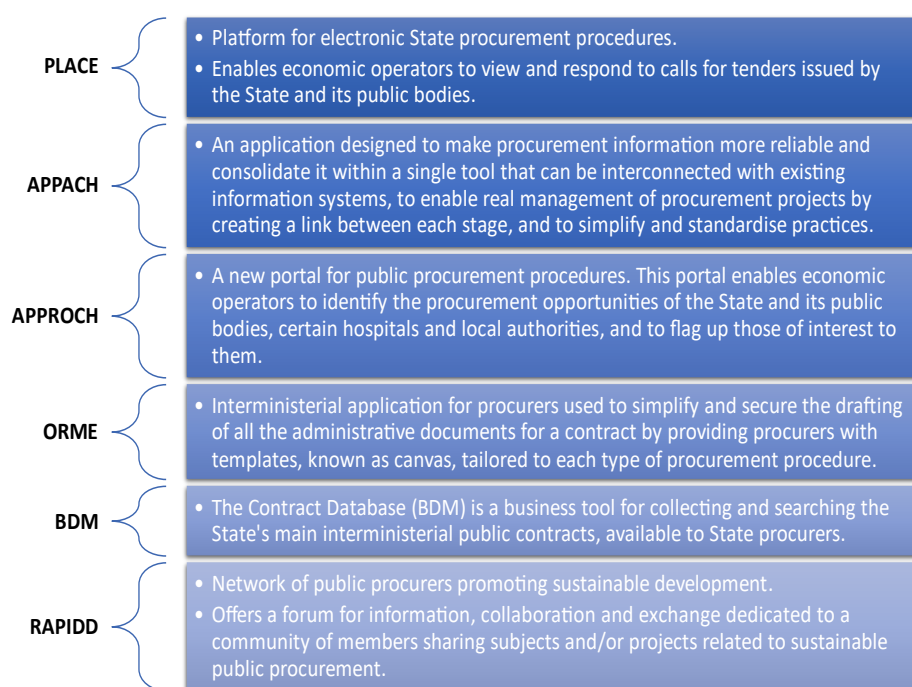 PLACE
• Platform for electronic State procurement procedures.
• Enables economic operators to view and respond to calls for tenders issued by
the State and its public bodies.
APPACH
• An application designed to make procurement information more reliable and
consolidate it within a single tool that can be interconnected with existing
information systems, to enable real management of procurement projects by
creating a link between each stage, and to simplify and standardise practices.
APPROCH
• A new portal for public procurement procedures. This portal enables economic
operators to identify the procurement opportunities of the State and its public
bodies, certain hospitals and local authorities, and to flag up those of interest to
them.
ORME
• Interministerial application for procurers used to simplify and secure the drafting
of all the administrative documents for a contract by providing procurers with
templates, known as canvas, tailored to each type of procurement procedure.
BDM
• The Contract Database (BDM) is a business tool for collecting and searching the
State's main interministerial public contracts, available to State procurers.
RAPIDD
• Network of public procurers promoting sustainable development.
• Offers a forum for information, collaboration and exchange dedicated to a
community of members sharing subjects and/or projects related to sustainable
public procurement.